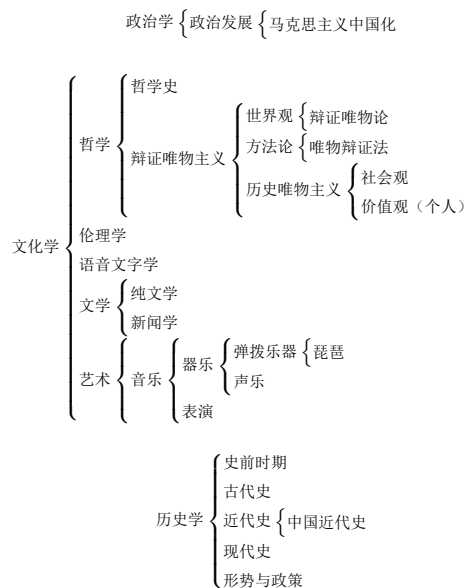 政治学 { 政治发展 { 马克思主义中国化
哲学史
世界观 { 辩证唯物论
哲学
方法论 { 唯物辩证法
辩证唯物主义
社会观
历史唯物主义
价值观（个人）
伦理学
文化学
语音文字学
纯文学
文学
新闻学
弹拨乐器 { 琵琶
器乐
声乐
艺术
音乐
表演
史前时期
古代史
历史学
近代史 { 中国近代史
现代史
形势与政策